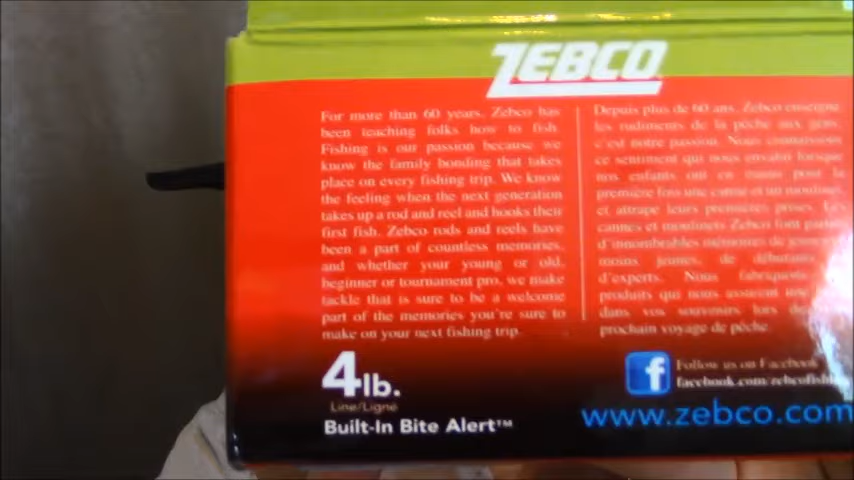 ZEBCO
For more than 60 years, Zebco has
been teaching folks how to fish.
Fishing is our passion because we
know the family bonding that takes
place on every fishing trip. We know
the feeling when the next generation
takes up a rod and reel and hooks their
first fish. Zebco rods and reels have
been a part of countless memories,
and whether your young or old,
beginner or tournament pro, we make
tackle that is sure to be a welcome
part of the memories you're sure to
make on your next fishing trip.
Depuis plus de 60 ans, Zebco enseigne
les rudiments de la pêche aux gens.
c'est notre passion. Nous connaissons
ce sentiment qui nous envahit lorsque
nos enfants ont en mains pour la
première fois une canne et un moulinet
et attrape leurs premières prises. Les
cannes et moulinets Zebco font partie
d'innombrables mémoires de
moins jeunes, de débutants
d'experts. Nous fabriquons
produits qui nous assurent une
dans vos souvenirs lors de
prochain voyage de pêche.
4lb.
Line/Ligne
Built-In Bite Alert™
Follow us on Facebook
facebook.com/zebcofishing
www.zebco.com